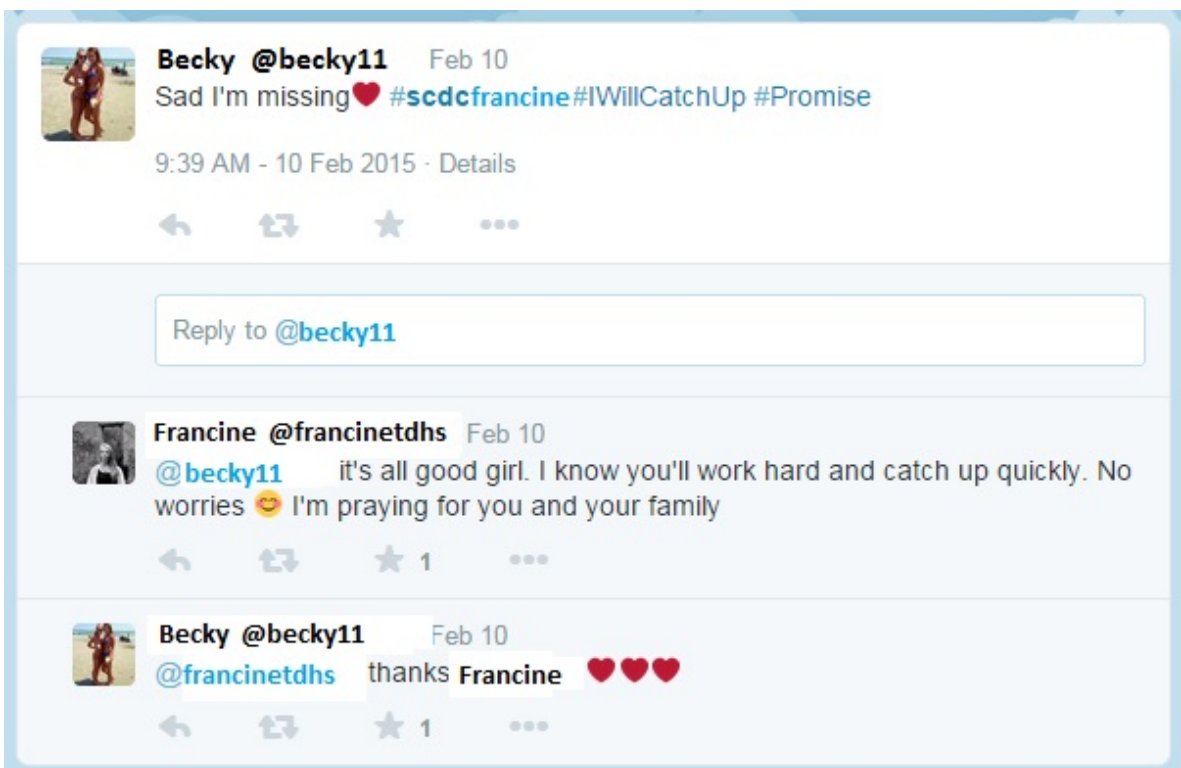 Becky @becky11 Feb 10
Sad I'm missing❤ #scdcfrancine#IWillCatchUp #Promise
9:39 AM - 10 Feb 2015 · Details
Reply to @becky11
Francine @francinetdhs Feb 10
@becky11 it's all good girl. I know you'll work hard and catch up quickly. No
worries 😊 I'm praying for you and your family
1
Becky @becky11 Feb 10
@francinetdhs thanks Francine ❤❤❤
1